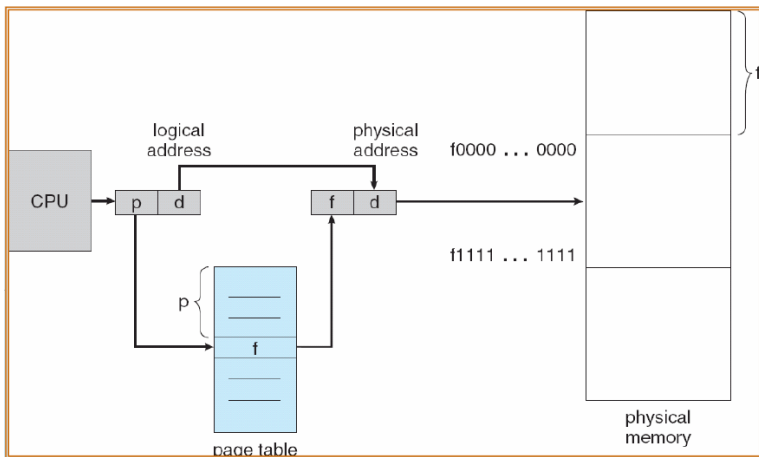 logical
address
physical
address
f0000 ... 0000
f
CPU
p
d
f
d
f1111 ... 1111
p
f
page table
physical
memory